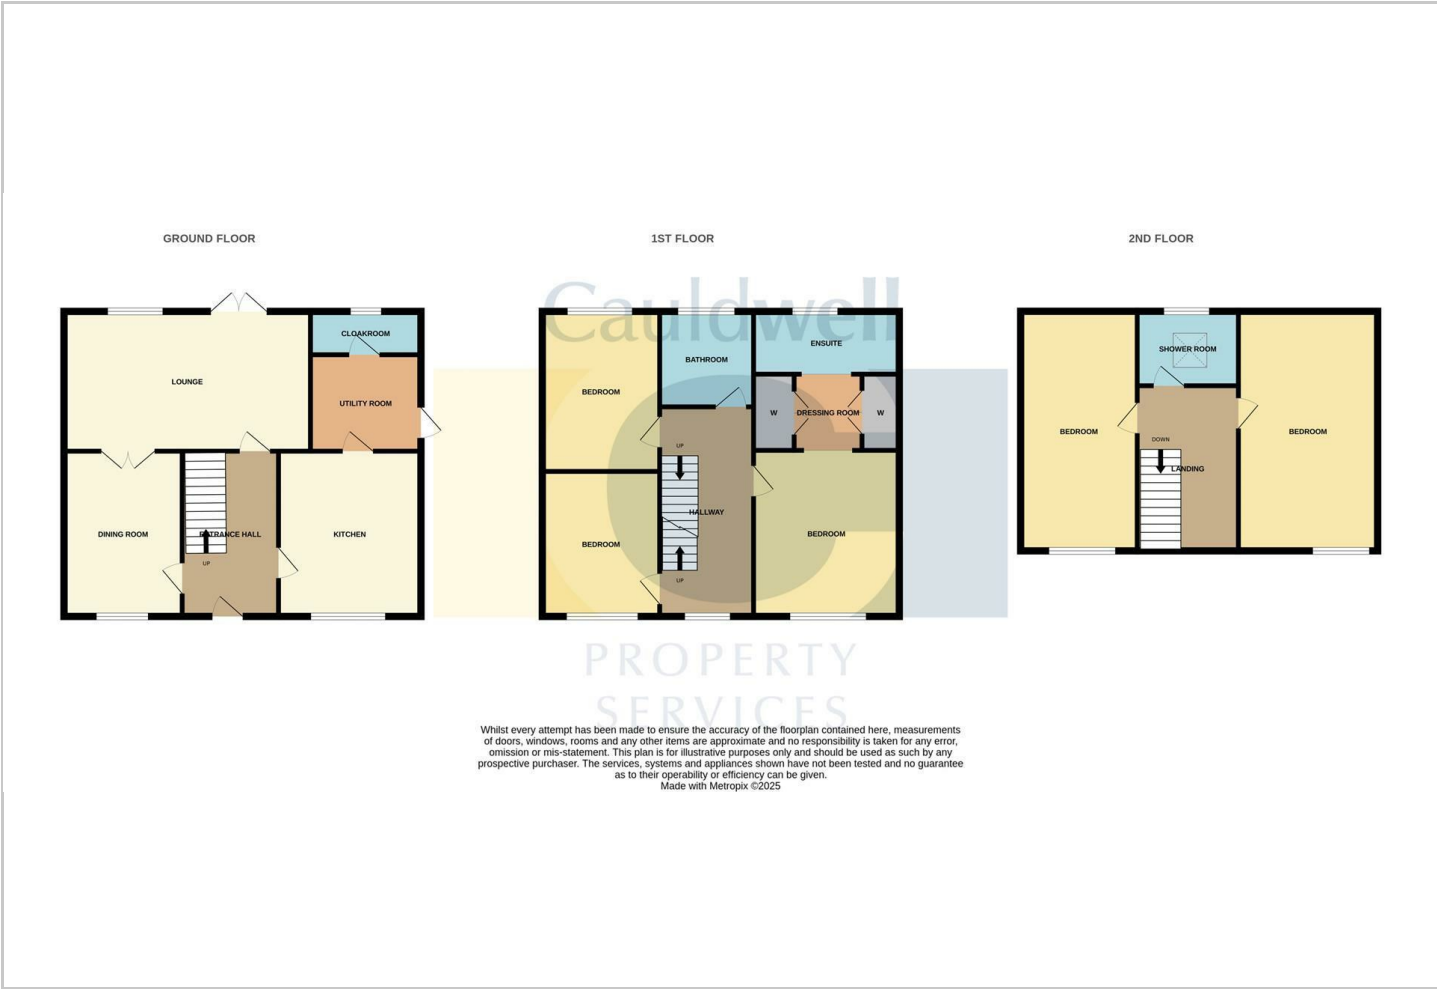 GROUND FLOOR
CLOAKROOM
LOUNGE
UTILITY ROOM
DINING ROOM
ENTRANCE HALL
KITCHEN
UP
1ST FLOOR
Cauldwell
ENSUITE
BATHROOM
BEDROOM
W
DRESSING ROOM
W
UP
HALLWAY
BEDROOM
BEDROOM
UP
2ND FLOOR
SHOWER ROOM
BEDROOM
BEDROOM
DOWN
LANDING
PROPERTY
SERVICES
Whilst every attempt has been made to ensure the accuracy of the floorplan contained here, measurements
of doors, windows, rooms and any other items are approximate and no responsibility is taken for any error,
omission or mis-statement. This plan is for illustrative purposes only and should be used as such by any
prospective purchaser. The services, systems and appliances shown have not been tested and no guarantee
as to their operability or efficiency can be given.
Made with Metropix ©2025